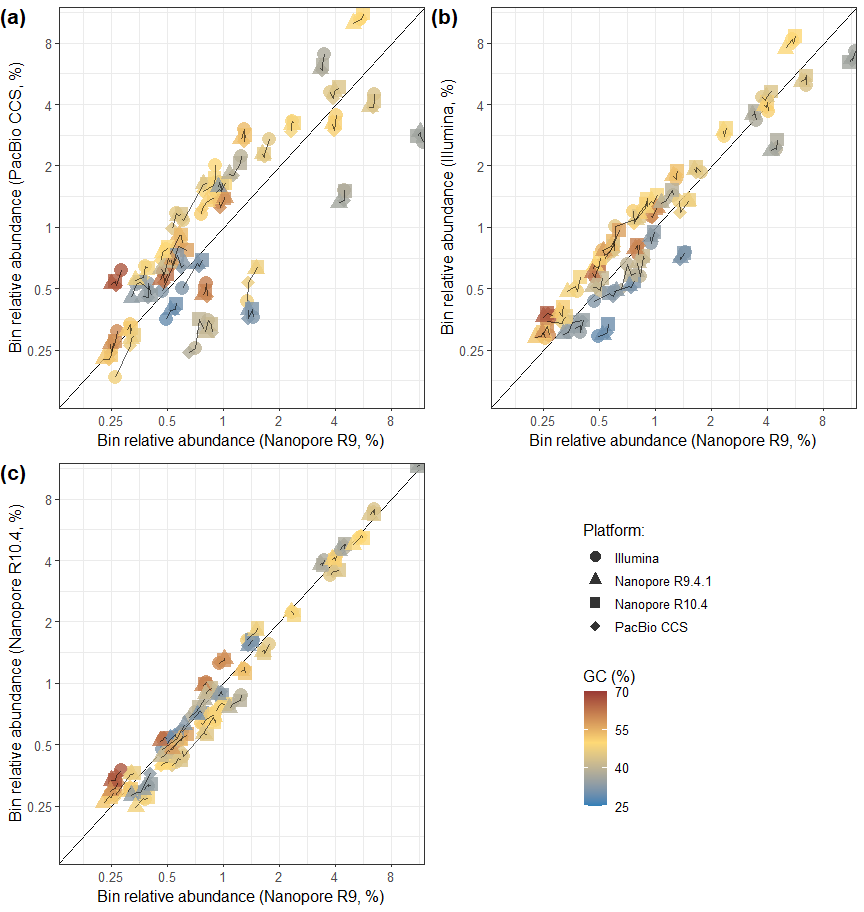 (a)
Bin relative abundance (PacBio CCS, %)
8
4
2
1
0.5
0.25
0.25 0.5 1 2 4 8
Bin relative abundance (Nanopore R9, %)
(b)
Bin relative abundance (Illumina, %)
8
4
2
1
0.5
0.25
0.25 0.5 1 2 4 8
Bin relative abundance (Nanopore R9, %)
(c)
Bin relative abundance (Nanopore R10.4, %)
8
4
2
1
0.5
0.25
0.25 0.5 1 2 4 8
Bin relative abundance (Nanopore R9, %)
Platform:
Illumina
Nanopore R9.4.1
Nanopore R10.4
PacBio CCS
GC (%)
70
55
40
25